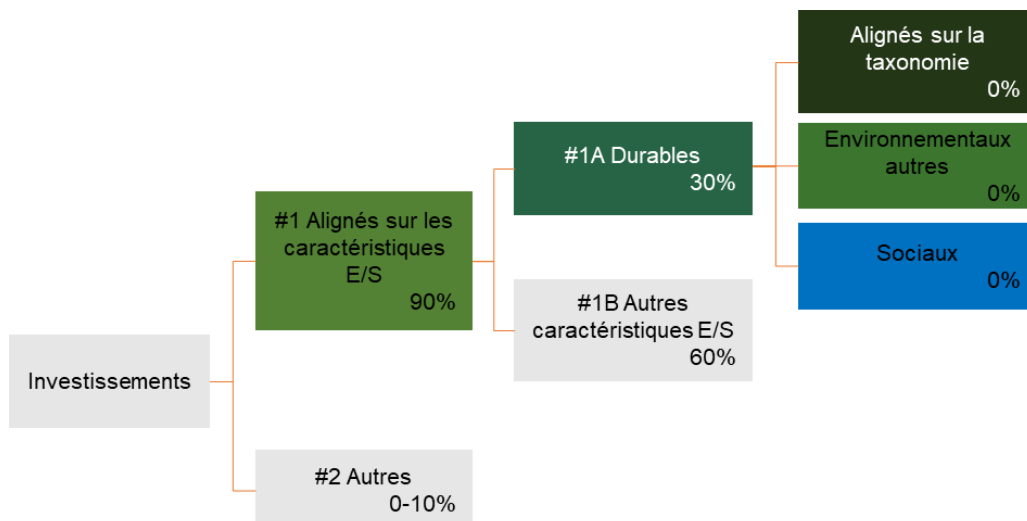 Investissements
#1 Alignés sur les
caractéristiques
E/S
90%
#2 Autres
0-10%
#1A Durables
30%
#1B Autres
caractéristiques E/S
60%
Alignés sur la
taxonomie
0%
Environnementaux
autres
0%
Sociaux
0%